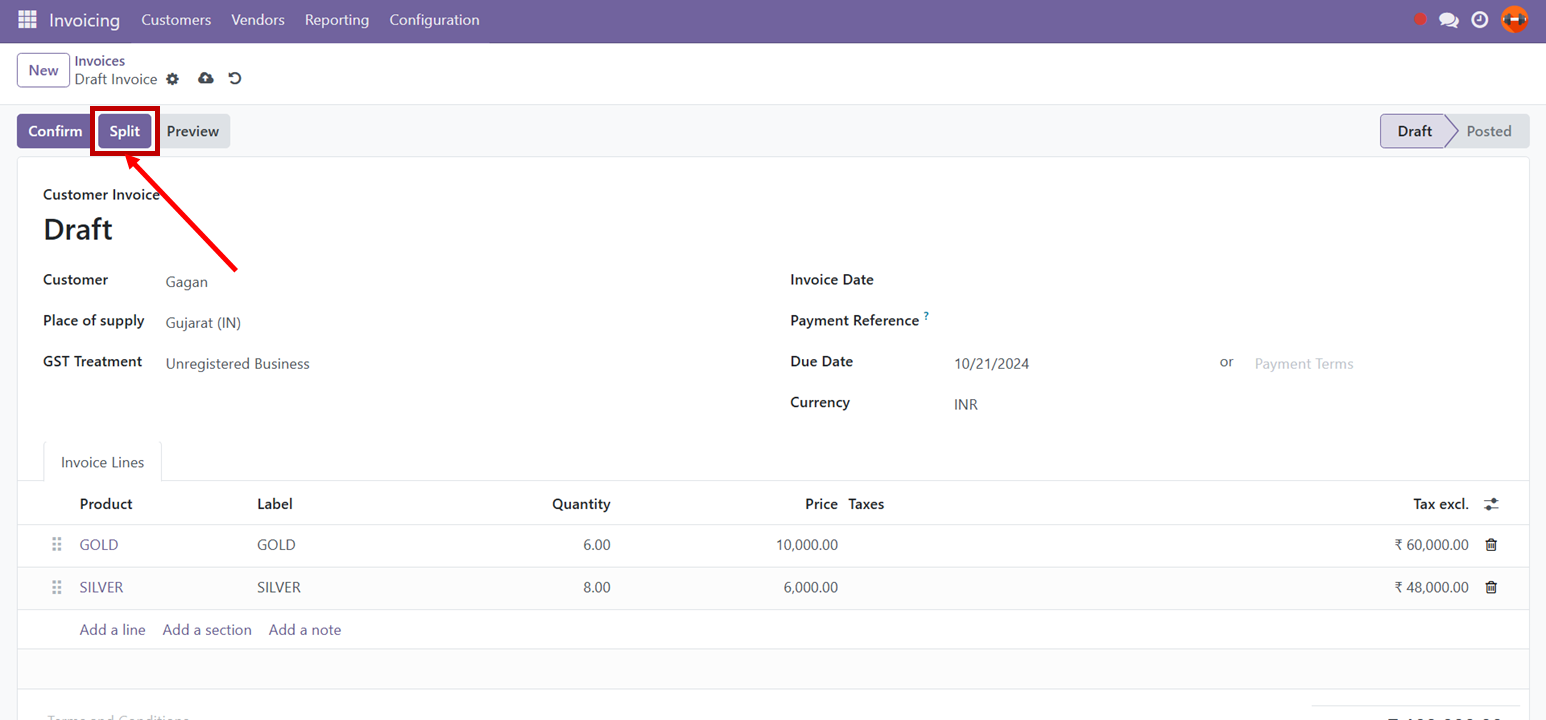 Invoicing Customers Vendors Reporting Configuration
New
Invoices
Draft Invoice
Confirm Split Preview
Draft Posted
Customer Invoice
Draft
Customer Gagan
Invoice Date
Place of supply Gujarat (IN)
Payment Reference ?
GST Treatment Unregistered Business
Due Date 10/21/2024 or Payment Terms
Currency INR
Invoice Lines
Product Label Quantity Price Taxes Tax excl.
GOLD GOLD 6.00 10,000.00 ₹ 60,000.00
SILVER SILVER 8.00 6,000.00 ₹ 48,000.00
Add a line Add a section Add a note
Terms and Conditions